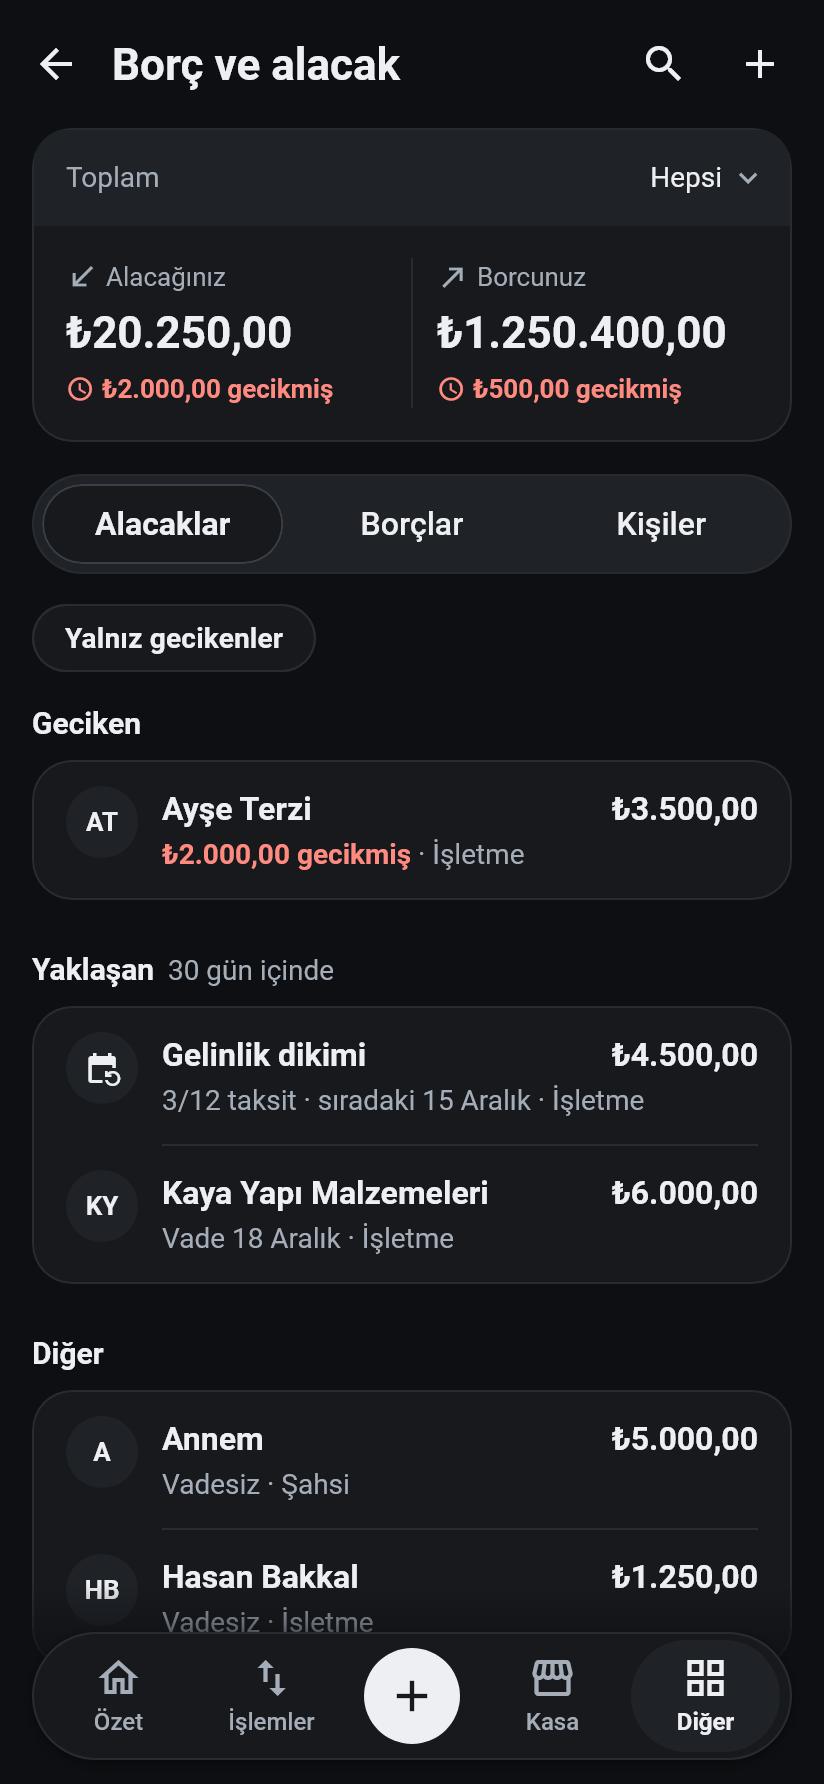 Borç ve alacak
Toplam
Hepsi
Alacağınız
₺20.250,00
₺2.000,00 gecikmiş
Borcunuz
₺1.250.400,00
₺500,00 gecikmiş
Alacaklar
Borçlar
Kişiler
Yalnız gecikenler
Geciken
AT
Ayşe Terzi
₺3.500,00
₺2.000,00 gecikmiş · İşletme
Yaklaşan 30 gün içinde
Gelinlik dikimi
₺4.500,00
3/12 taksit · sıradaki 15 Aralık · İşletme
KY
Kaya Yapı Malzemeleri
₺6.000,00
Vade 18 Aralık · İşletme
Diğer
A
Annem
₺5.000,00
Vadesiz · Şahsi
HB
Hasan Bakkal
₺1.250,00
Vadesiz · İşletme
Özet
İşlemler
Kasa
Diğer